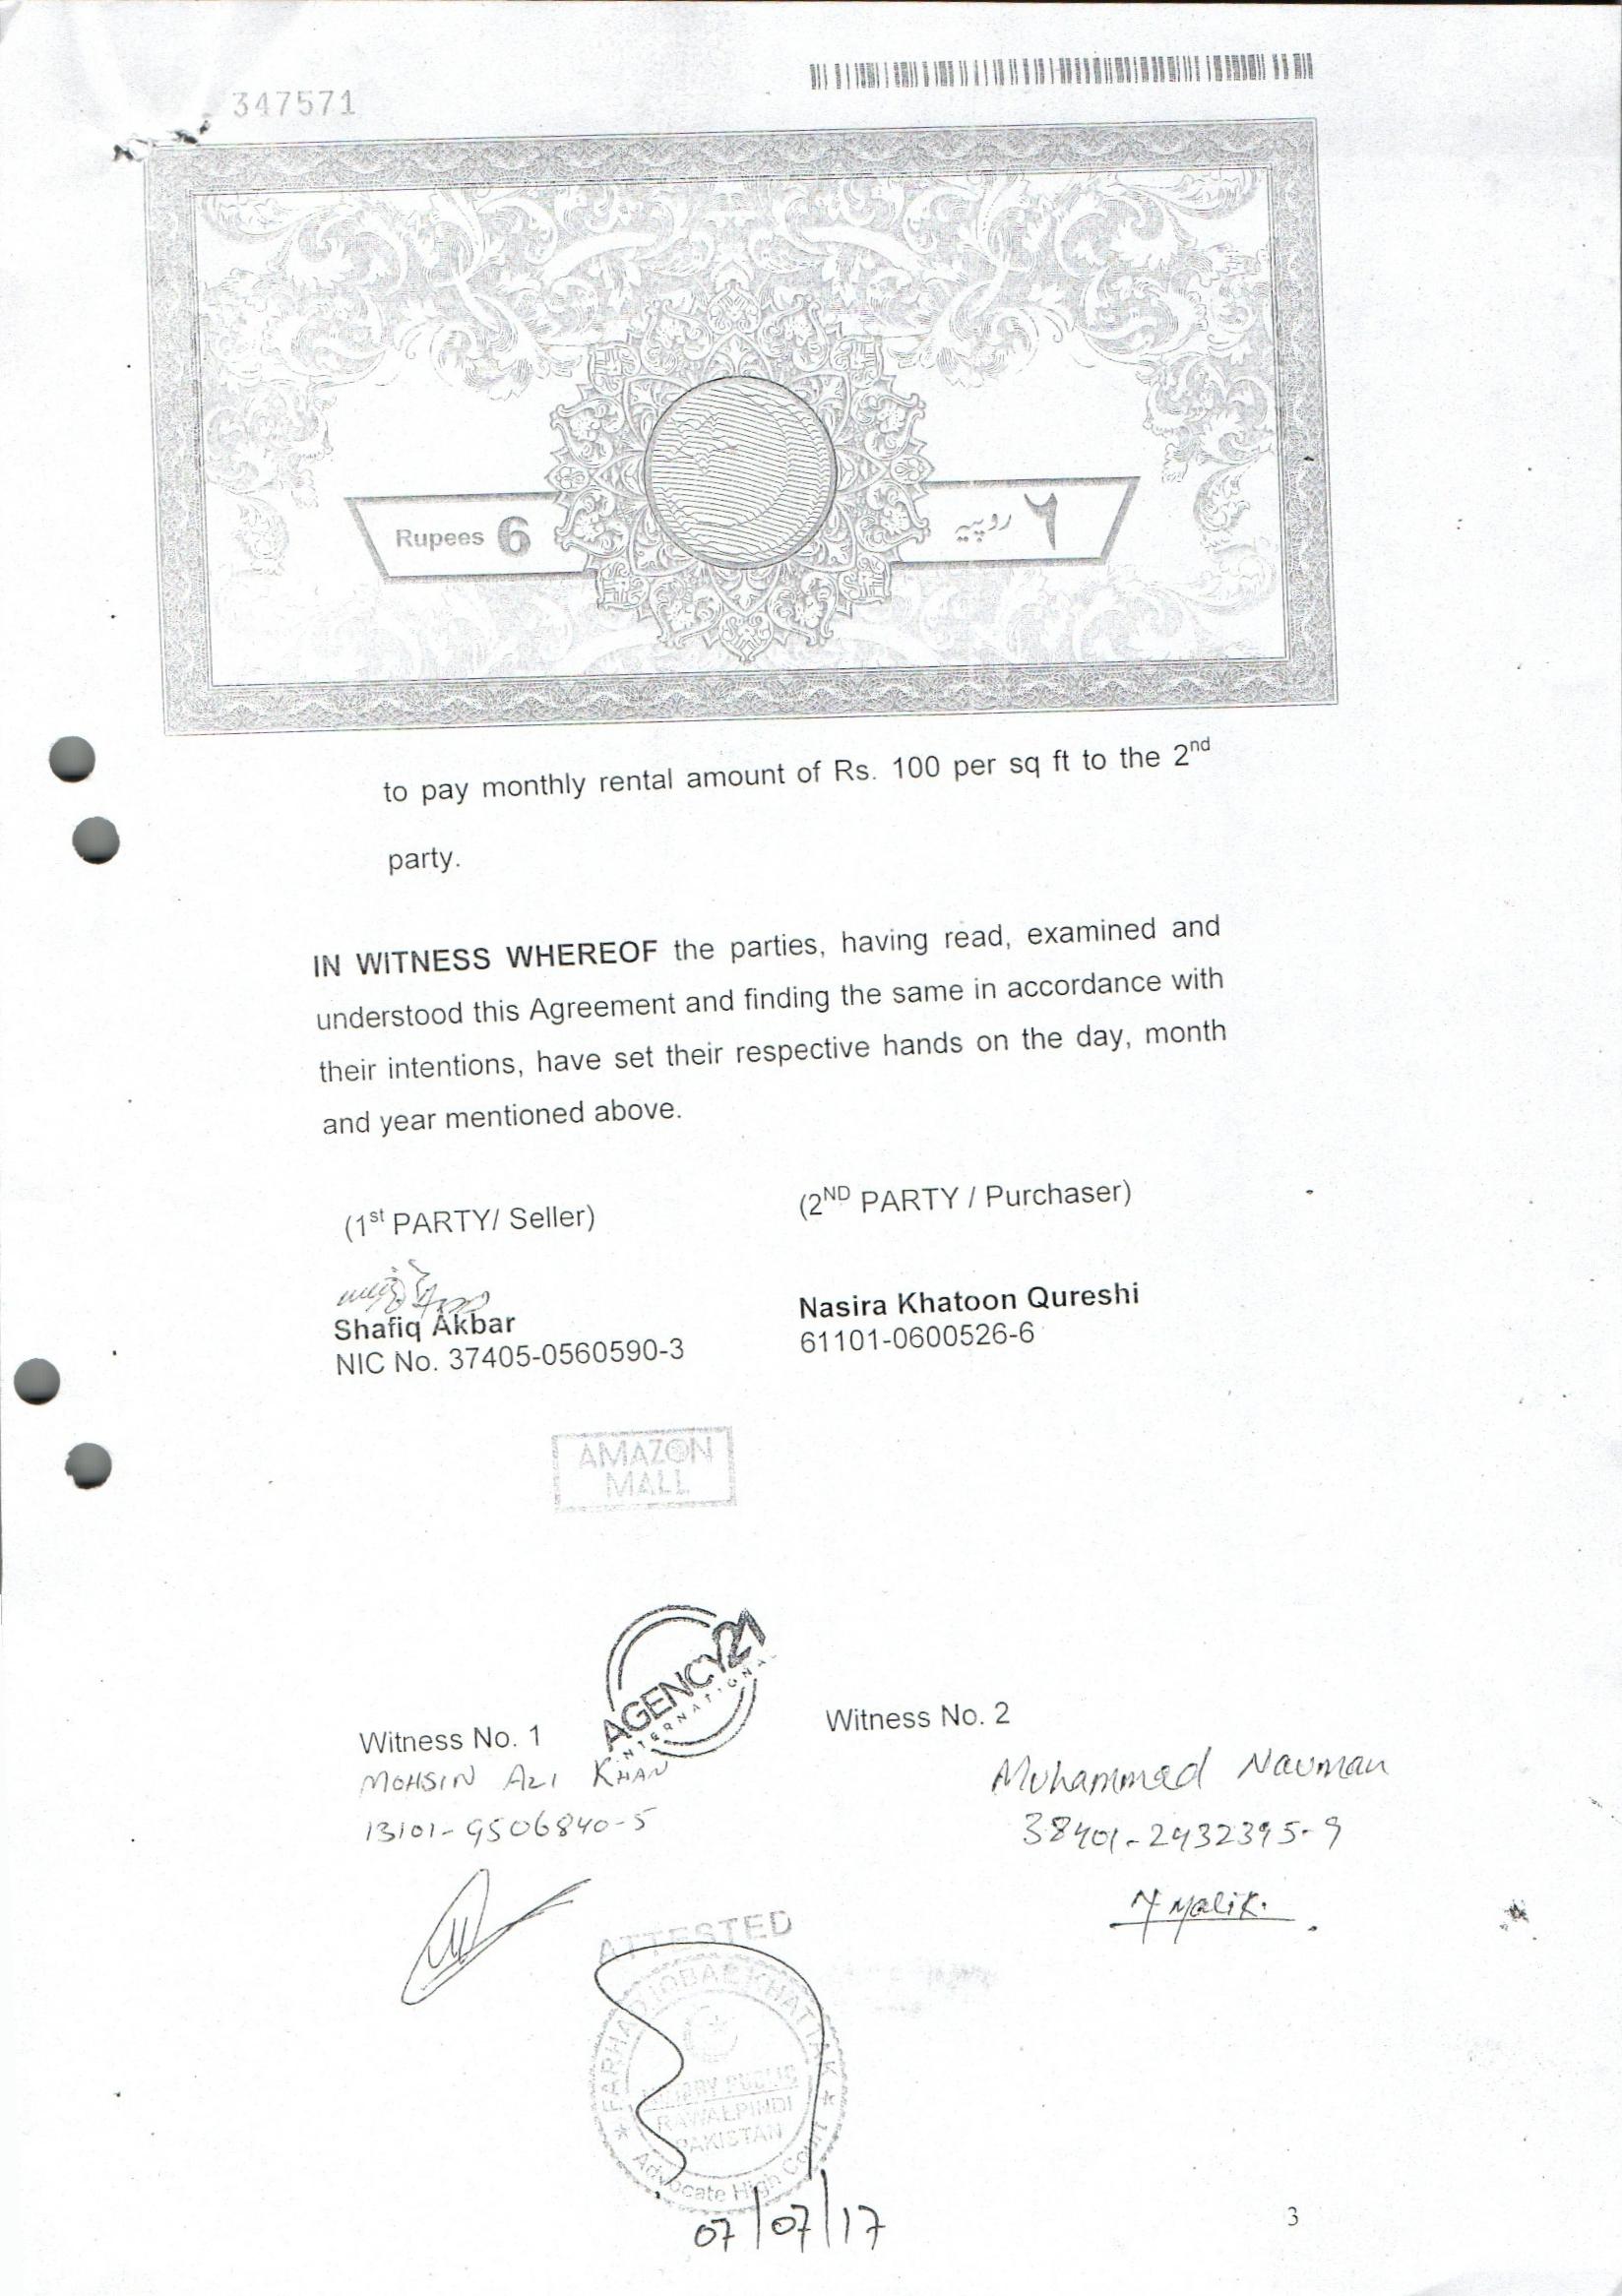 347571
Rupees 6
۶ روپیہ
to pay monthly rental amount of Rs. 100 per sq ft to the 2nd
party.
IN WITNESS WHEREOF the parties, having read, examined and
understood this Agreement and finding the same in accordance with
their intentions, have set their respective hands on the day, month
and year mentioned above.
(1st PARTY/ Seller)
(2ND PARTY / Purchaser)
Shafiq Akbar
NIC No. 37405-0560590-3
Nasira Khatoon Qureshi
61101-0600526-6
AMAZON
MALL
AGENCY21
INTERNATIONAL
Witness No. 1
MOHSIN ALI KHAN
13101-9506840-5
Witness No. 2
Muhammad Nauman
38401-2432395-9
Malik.
ATTESTED
FARHAD IQBAL KHATTAK
NOTARY PUBLIC
RAWALPINDI
PAKISTAN
Advocate High Court
07/07/17
3